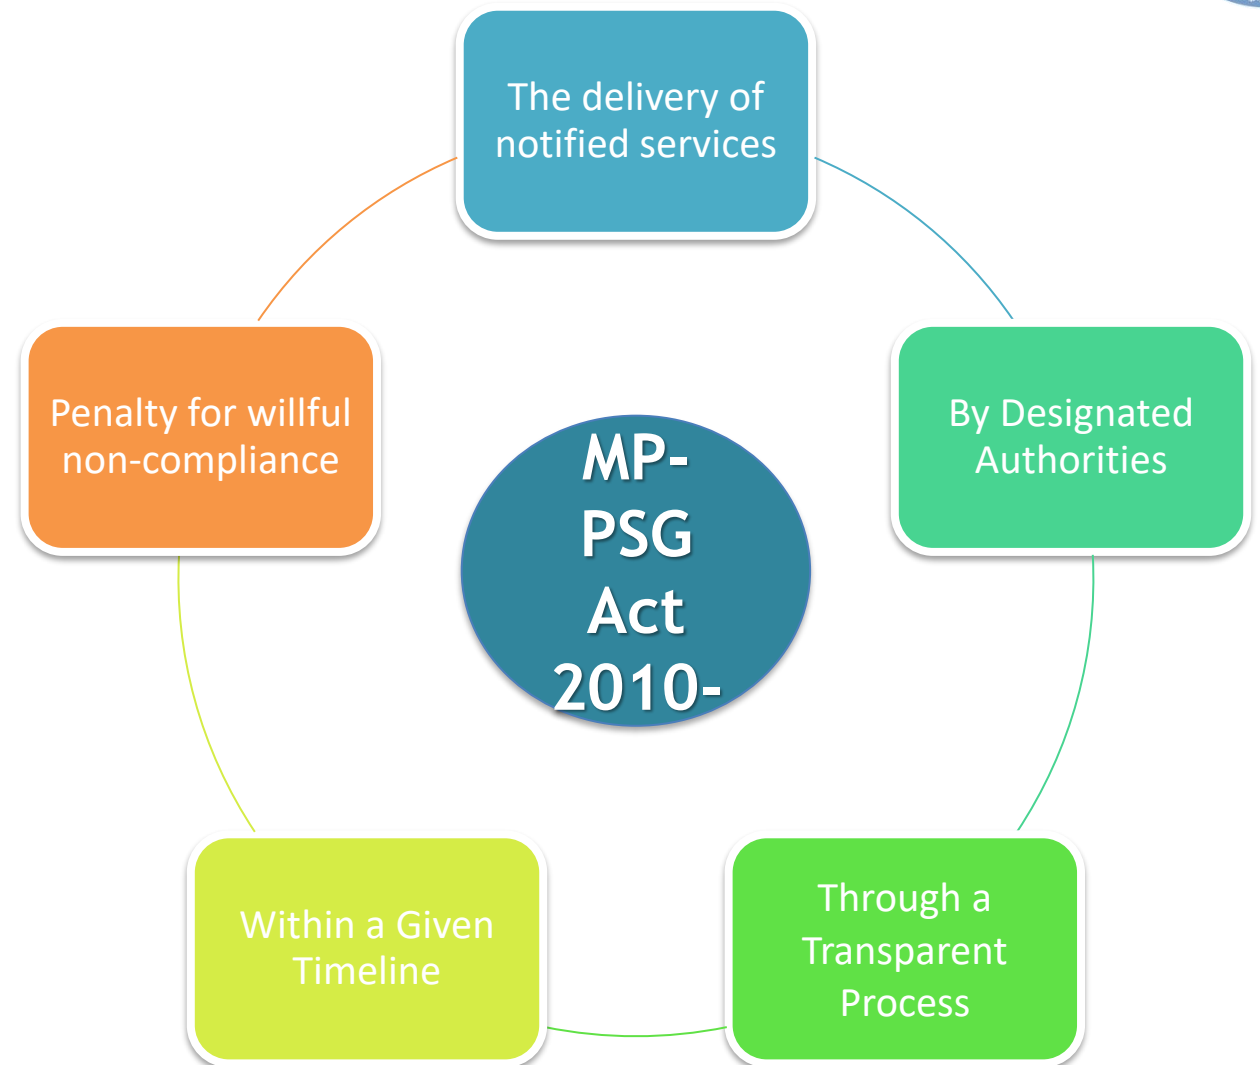 The delivery of
notified services
By Designated
Authorities
Through a
Transparent
Process
Within a Given
Timeline
Penalty for willful
non-compliance
MP-
PSG
Act
2010-